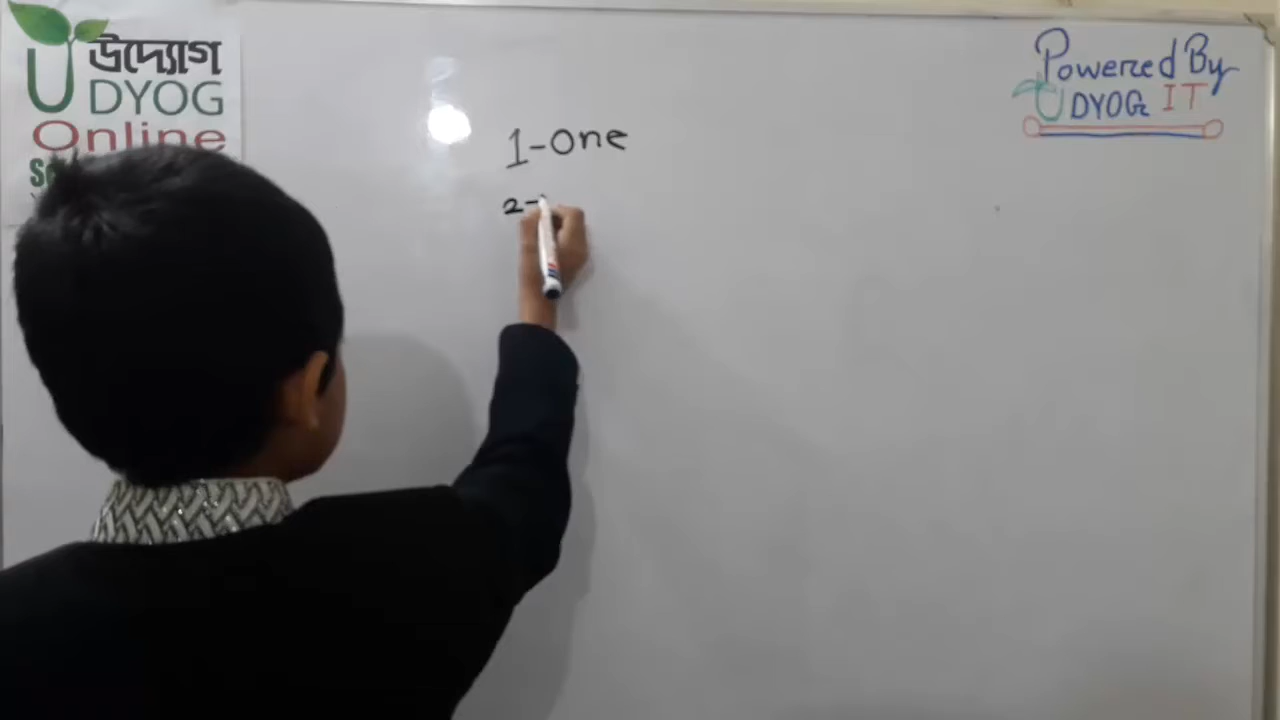 উদ্যোগ
UDYOG
Online
1-One
2-
Powered By
UDYOG IT